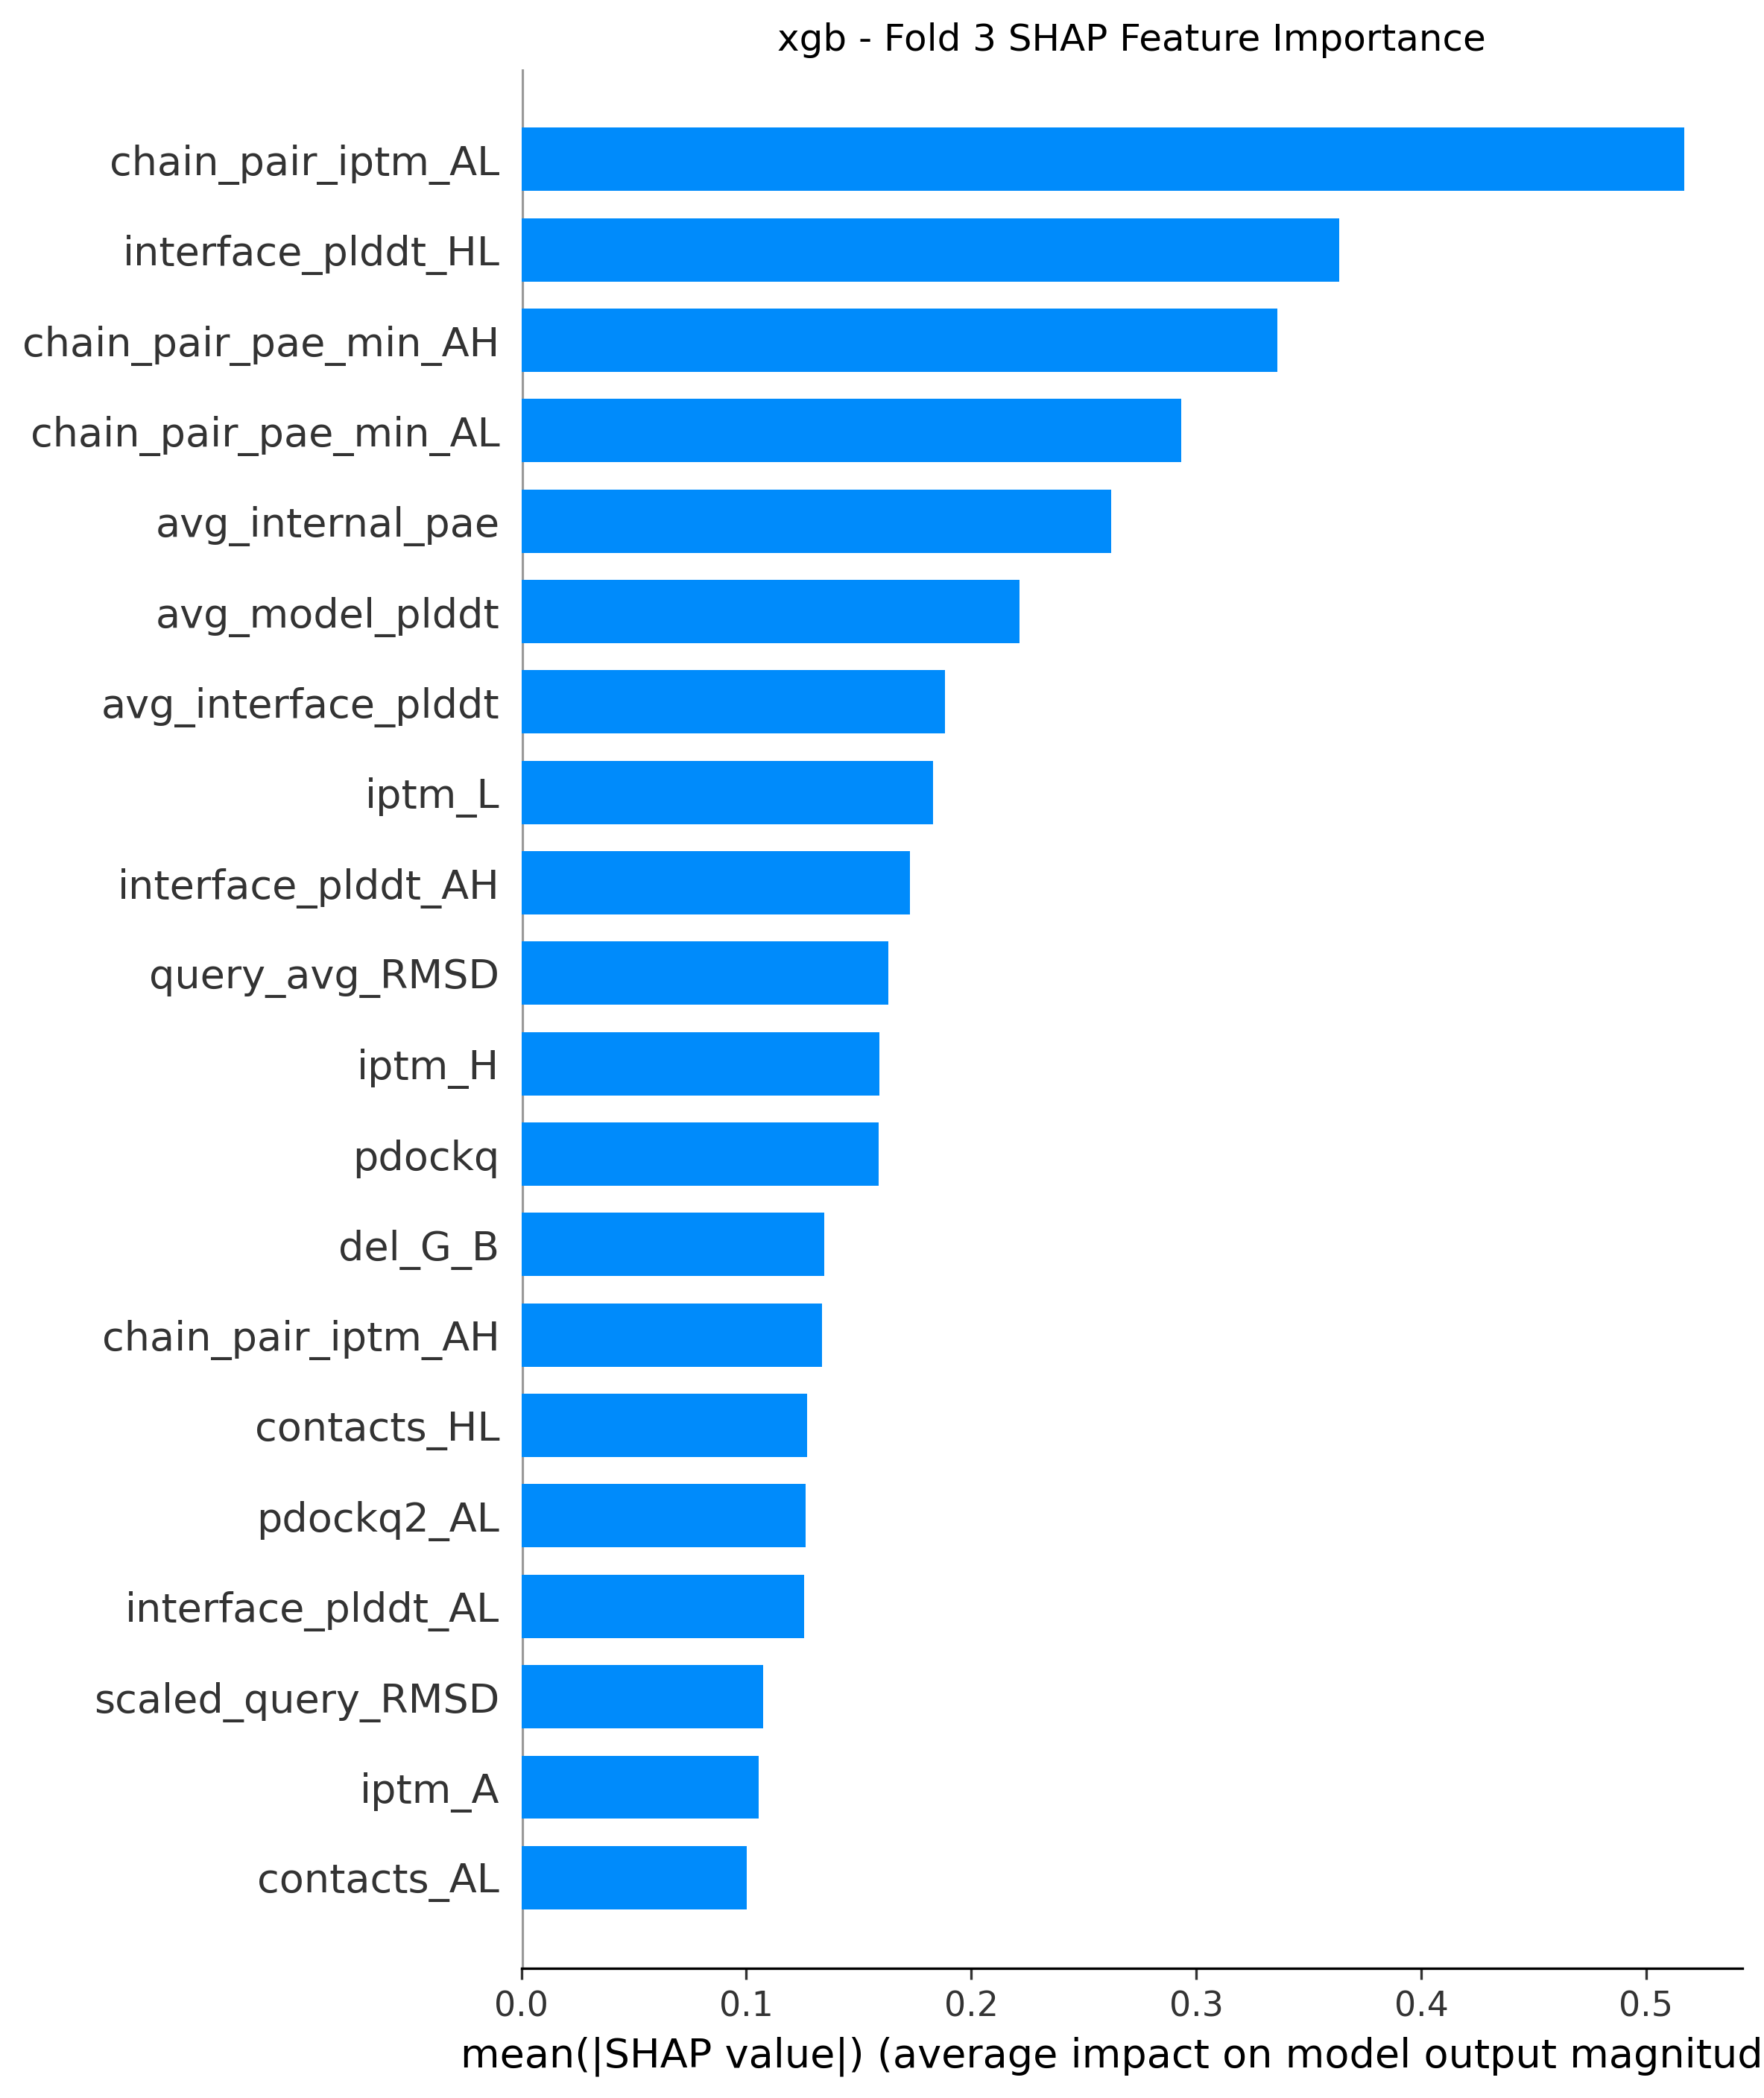 xgb - Fold 3 SHAP Feature Importance
chain_pair_iptm_AL
interface_plddt_HL
chain_pair_pae_min_AH
chain_pair_pae_min_AL
avg_internal_pae
avg_model_plddt
avg_interface_plddt
iptm_L
interface_plddt_AH
query_avg_RMSD
iptm_H
pdockq
del_G_B
chain_pair_iptm_AH
contacts_HL
pdockq2_AL
interface_plddt_AL
scaled_query_RMSD
iptm_A
contacts_AL
0.0 0.1 0.2 0.3 0.4 0.5
mean(|SHAP value|) (average impact on model output magnitud